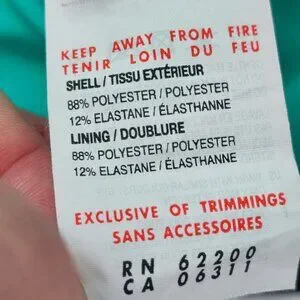 KEEP AWAY FROM FIRE
TENIR LOIN DU FEU
SHELL / TISSU EXTÉRIEUR
88% POLYESTER / POLYESTER
12% ELASTANE / ÉLASTHANNE
LINING / DOUBLURE
88% POLYESTER / POLYESTER
12% ELASTANE / ÉLASTHANNE
EXCLUSIVE OF TRIMMINGS
SANS ACCESSOIRES
RN 62200
CA 06311